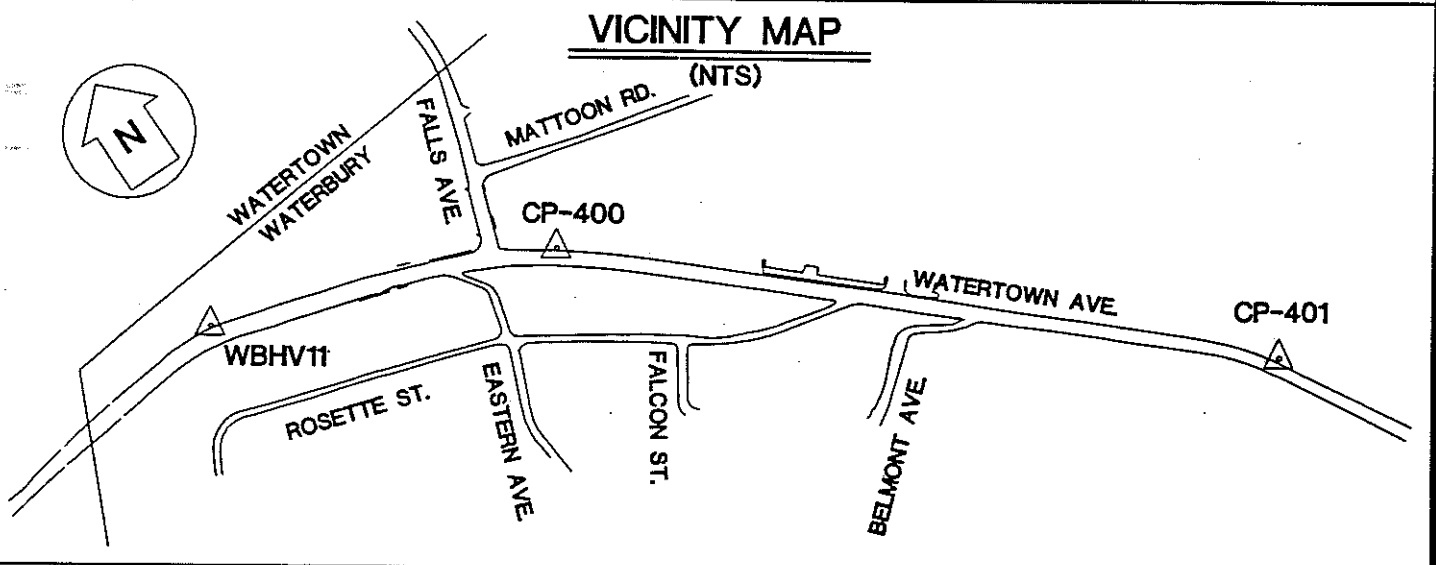 VICINITY MAP
(NTS)
N
WATERTOWN
WATERBURY
FALLS AVE.
MATTOON RD.
CP-400
WATERTOWN AVE.
CP-401
WBHV11
ROSETTE ST.
EASTERN AVE.
FALCON ST.
BELMONT AVE.